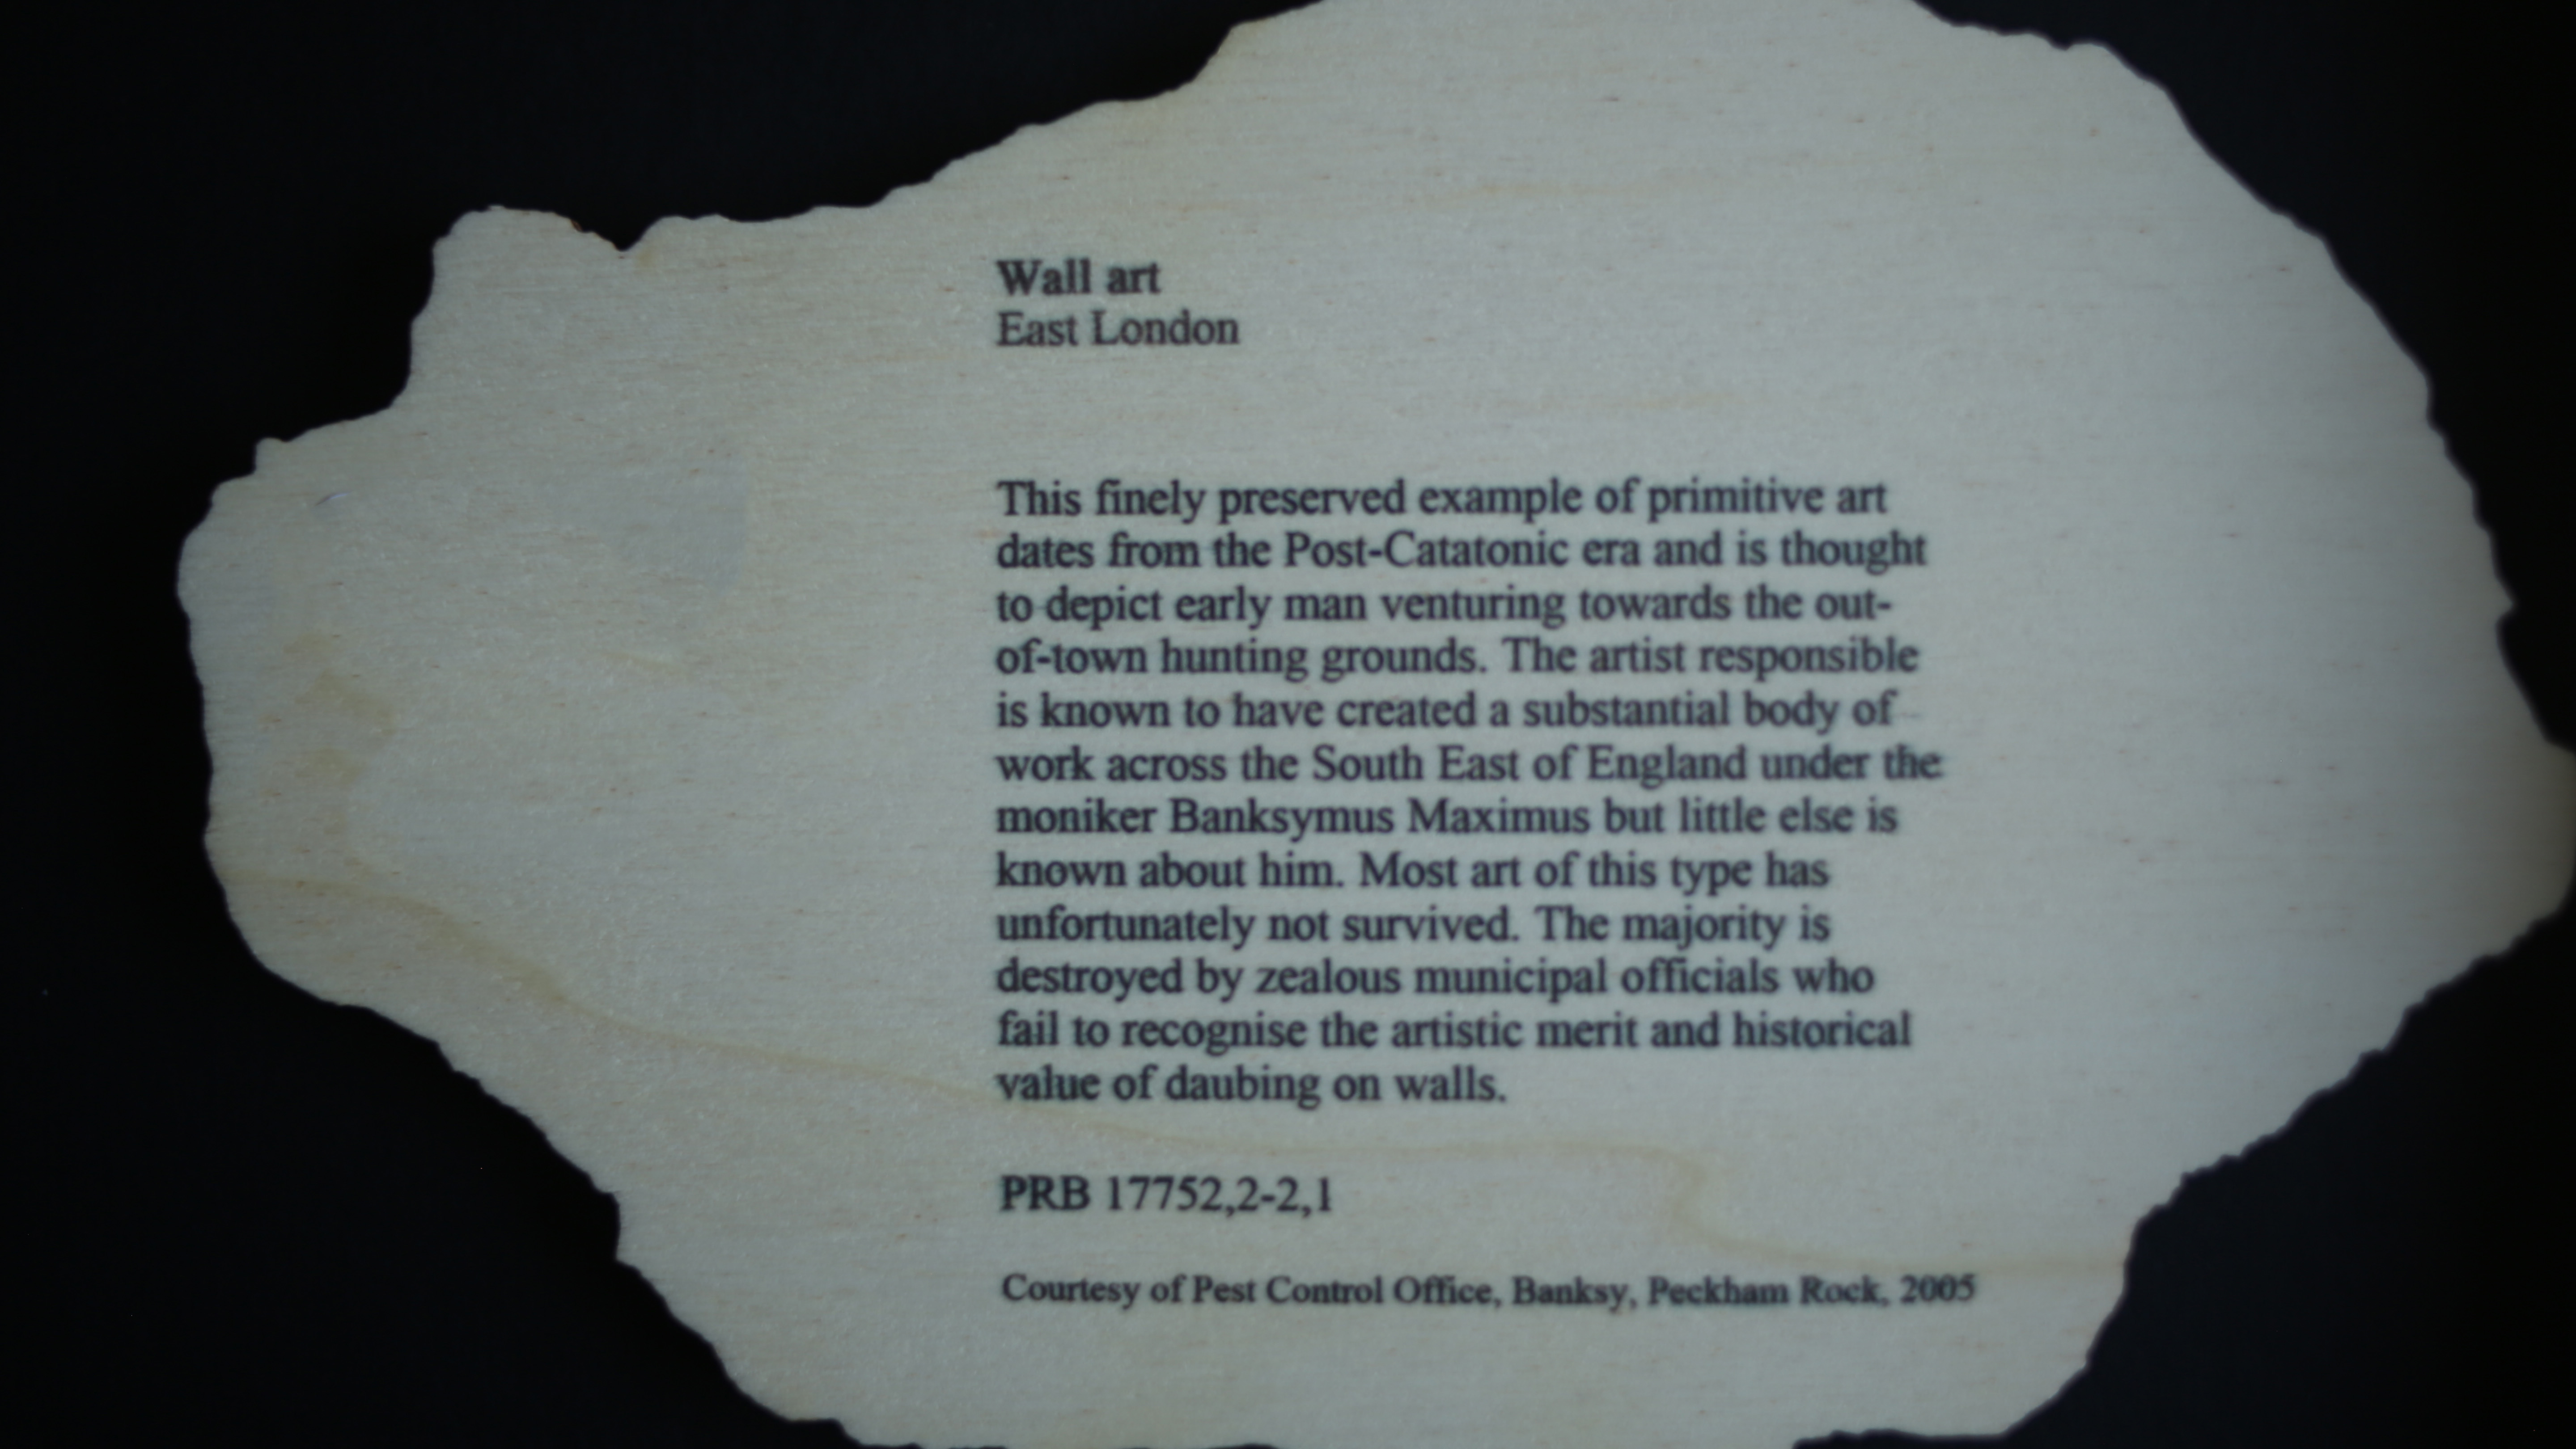 Wall art
East London
This finely preserved example of primitive art
dates from the Post-Catatonic era and is thought
to depict early man venturing towards the out-
of-town hunting grounds. The artist responsible
is known to have created a substantial body of
work across the South East of England under the
moniker Banksymus Maximus but little else is
known about him. Most art of this type has
unfortunately not survived. The majority is
destroyed by zealous municipal officials who
fail to recognise the artistic merit and historical
value of daubing on walls.
PRB 17752,2-2,1
Courtesy of Pest Control Office, Banksy, Peckham Rock, 2005